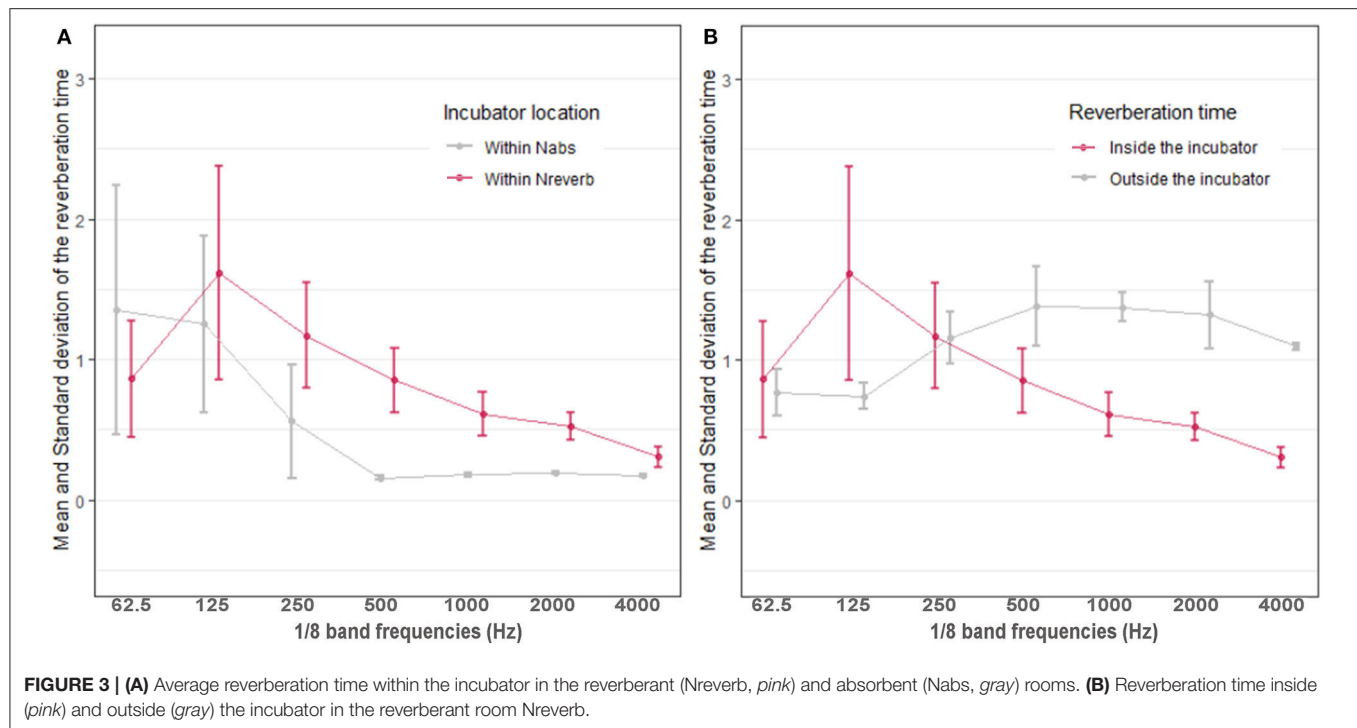 A
Mean and Standard deviation of the reverberation time
3
2
1
0
Incubator location
Within Nabs
Within Nreverb
62.5 125 250 500 1000 2000 4000
1/8 band frequencies (Hz)
B
Mean and Standard deviation of the reverberation time
3
2
1
0
Reverberation time
Inside the incubator
Outside the incubator
62.5 125 250 500 1000 2000 4000
1/8 band frequencies (Hz)
FIGURE 3 | (A) Average reverberation time within the incubator in the reverberant (Nreverb, pink) and absorbent (Nabs, gray) rooms. (B) Reverberation time inside
(pink) and outside (gray) the incubator in the reverberant room Nreverb.